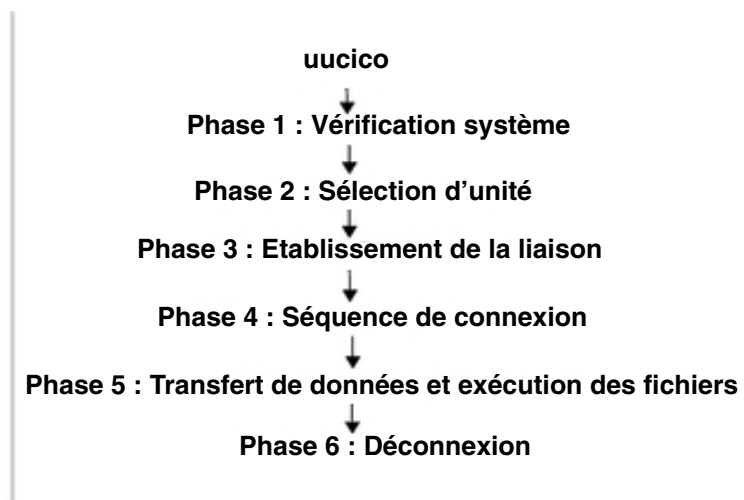 uucico
Phase 1 : Vérification système
Phase 2 : Sélection d’unité
Phase 3 : Etablissement de la liaison
Phase 4 : Séquence de connexion
Phase 5 : Transfert de données et exécution des fichiers
Phase 6 : Déconnexion